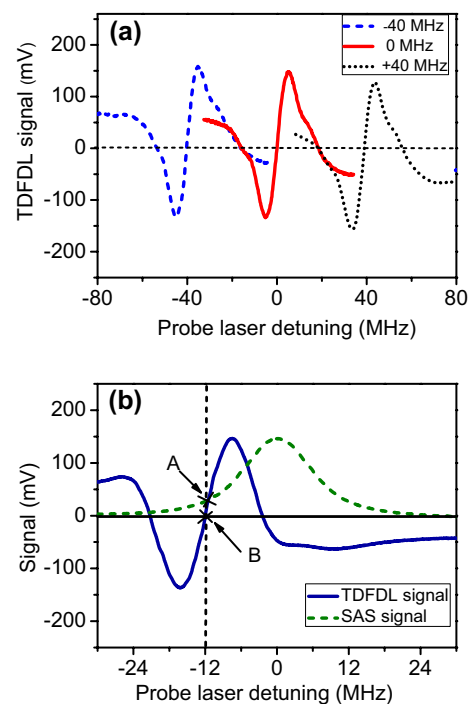 (a)
-40 MHz
0 MHz
+40 MHz
200
100
0
-100
-200
TDFDL signal (mV)
-80 -40 0 40 80
Probe laser detuning (MHz)
(b)
200
100
0
-100
-200
Signal (mV)
A
B
TDFDL signal
SAS signal
-24 -12 0 12 24
Probe laser detuning (MHz)